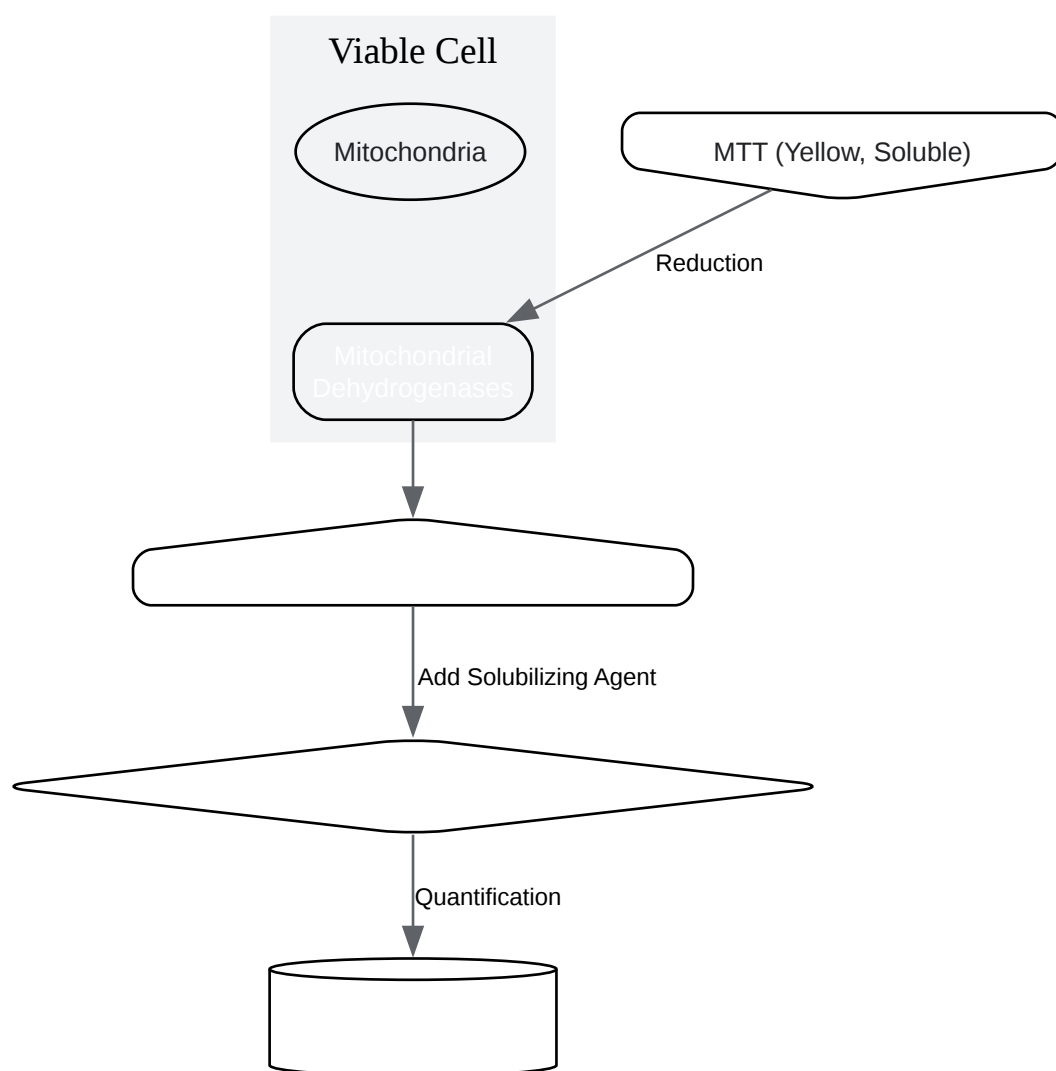 Viable Cell
Mitochondria
MTT (Yellow, Soluble)
Reduction
Mitochondrial
Dehydrogenases
Add Solubilizing Agent
Quantification